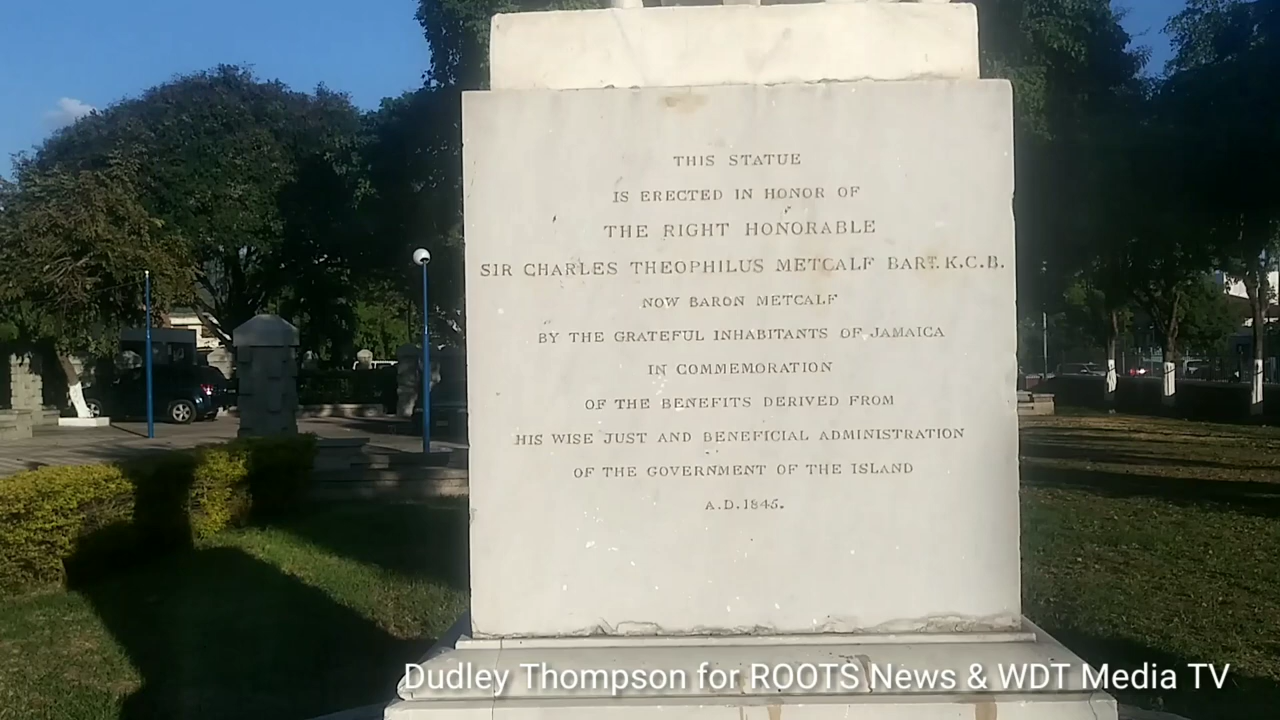 THIS STATUE
IS ERECTED IN HONOR OF
THE RIGHT HONORABLE
SIR CHARLES THEOPHILUS METCALF BART. K.C.B.
NOW BARON METCALF
BY THE GRATEFUL INHABITANTS OF JAMAICA
IN COMMEMORATION
OF THE BENEFITS DERIVED FROM
HIS WISE JUST AND BENEFICIAL ADMINISTRATION
OF THE GOVERNMENT OF THE ISLAND
A.D.1845.
Dudley Thompson for ROOTS News & WDT Media TV